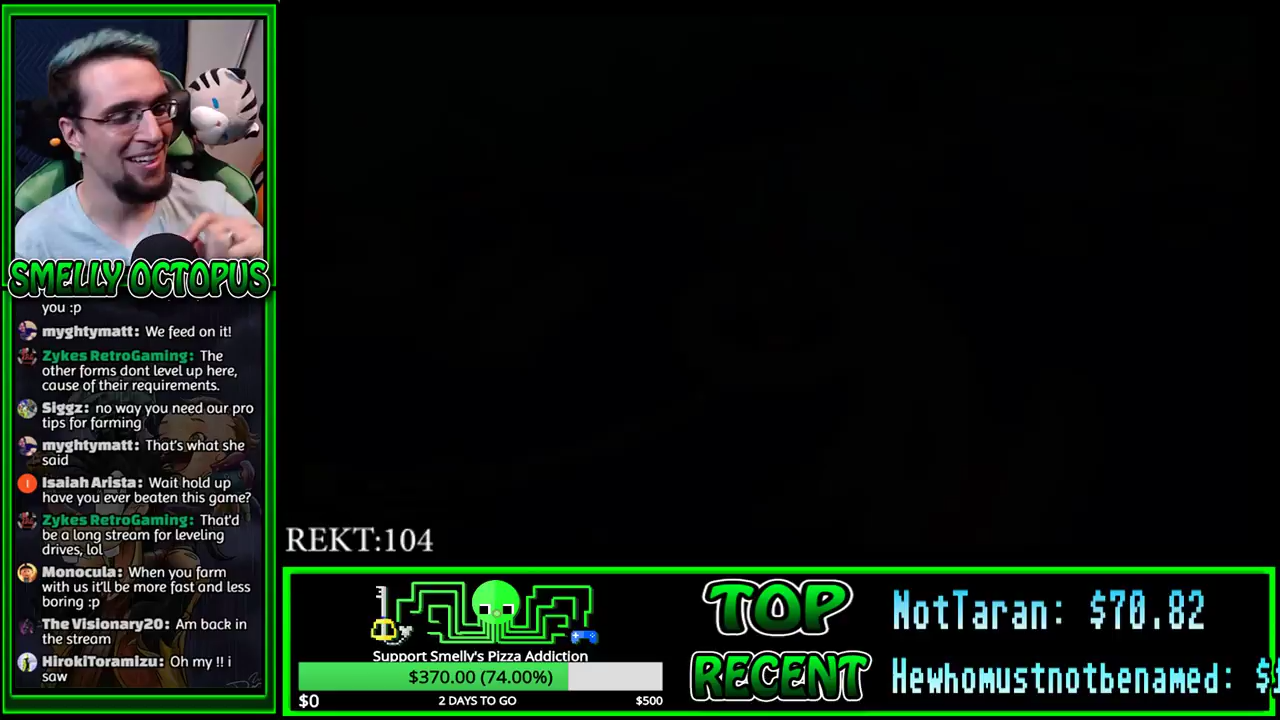 SMELLY OCTOPUS
you :p
myghtymatt: We feed on it!
Zykes RetroGaming: The
other forms dont level up here,
cause of their requirements.
Siggz: no way you need our pro
tips for farming
myghtymatt: That's what she
said
Isaiah Arista: Wait hold up
have you ever beaten this game?
Zykes RetroGaming: That'd
be a long stream for leveling
drives, lol
Monocula: When you farm
with us it'll be more fast and less
boring :p
The Visionary20: Am back in
the stream
HirokiToramizu: Oh my !! i
saw
REKT:104
Support Smelly's Pizza Addiction
$370.00 (74.00%)
$0 2 DAYS TO GO $500
TOP NotTaran: $70.82
RECENT Hewhomustnotbenamed: